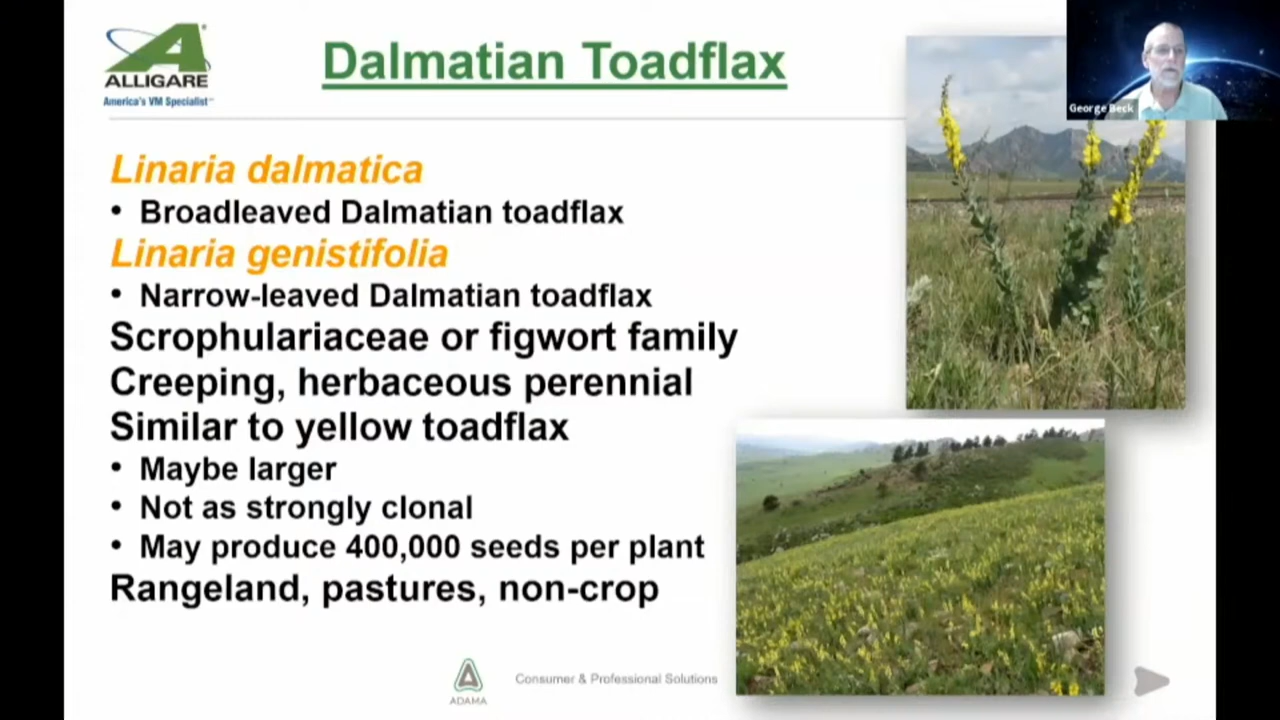 ALLIGARE
America's VM Specialist℠
Dalmatian Toadflax
George Beck
Linaria dalmatica
• Broadleaved Dalmatian toadflax
Linaria genistifolia
• Narrow-leaved Dalmatian toadflax
Scrophulariaceae or figwort family
Creeping, herbaceous perennial
Similar to yellow toadflax
• Maybe larger
• Not as strongly clonal
• May produce 400,000 seeds per plant
Rangeland, pastures, non-crop
ADAMA
Consumer & Professional Solutions